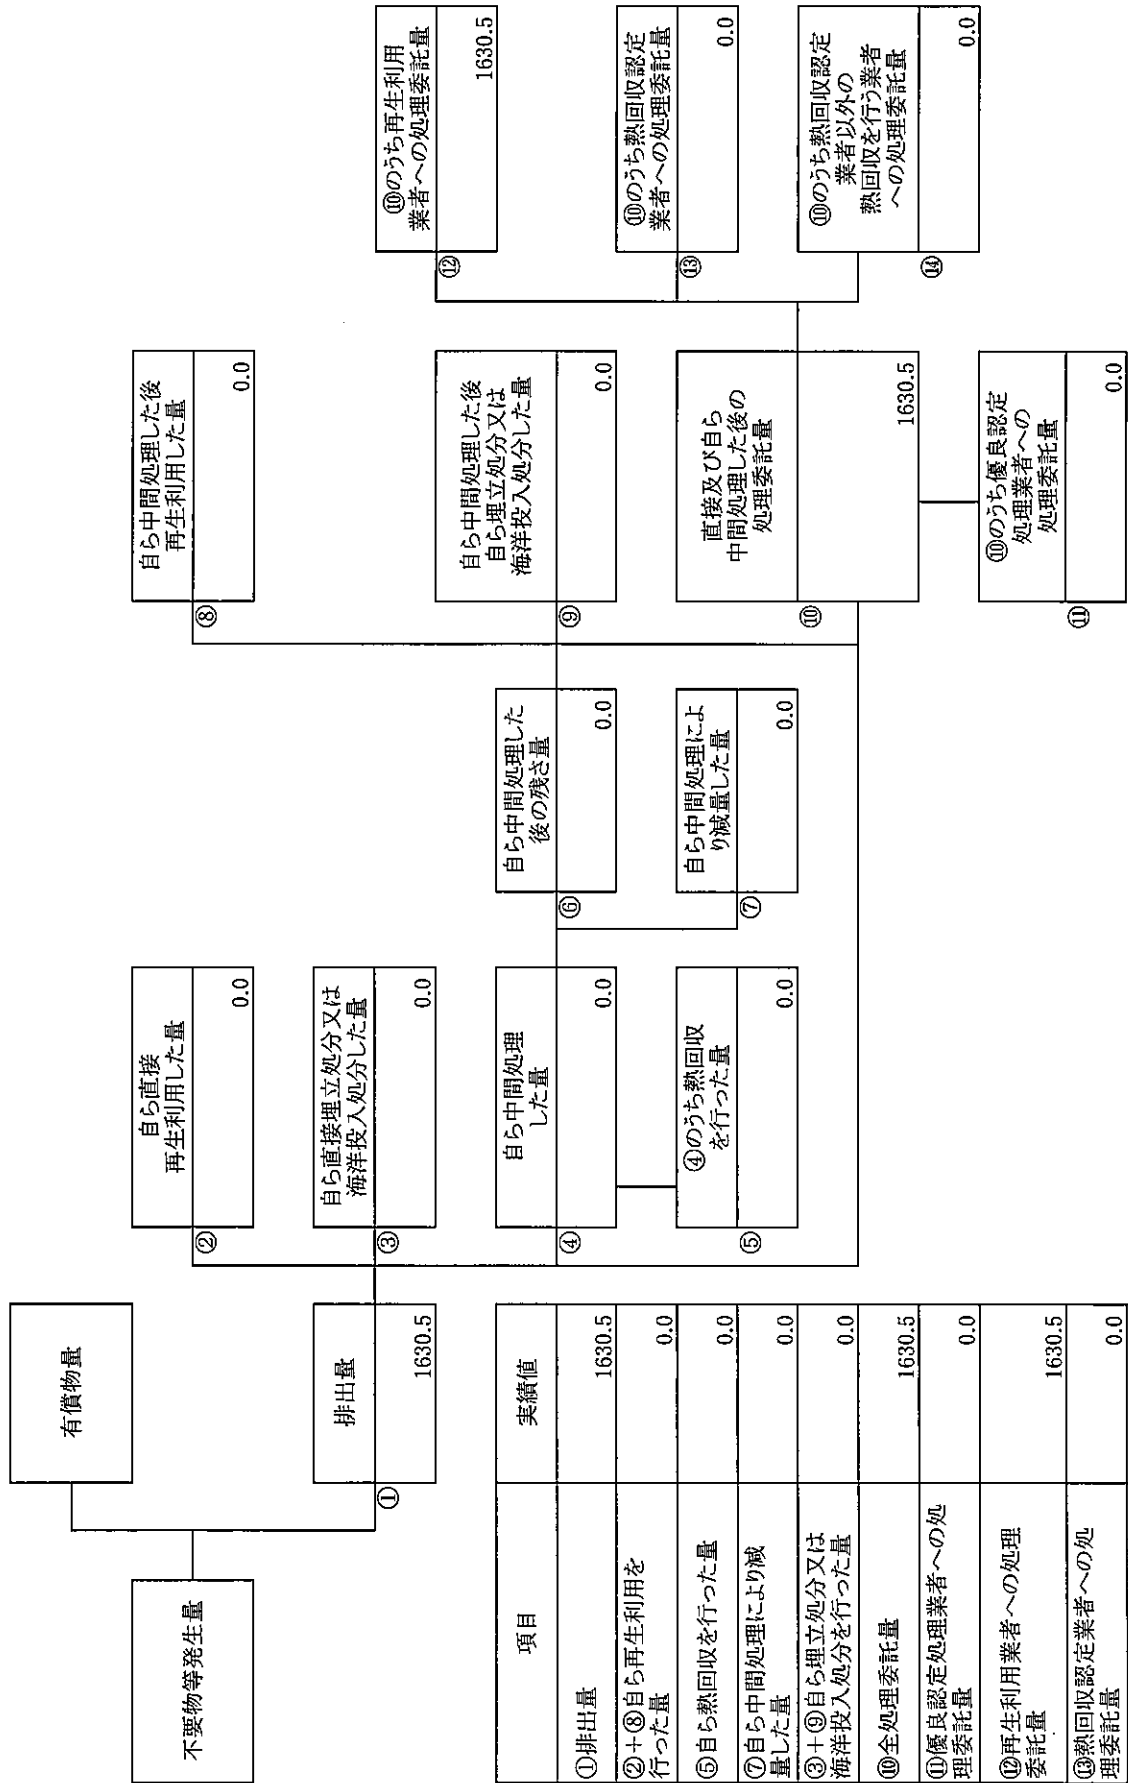 不要物等発生量
有償物量
排出量
①
1630.5
自ら直接
再生利用した量
②
0.0
自ら直接埋立処分又は
海洋投入処分した量
③
0.0
自ら中間処理
した量
④
0.0
④のうち熱回収
を行った量
⑤
0.0
自ら中間処理した
後の残さ量
⑥
0.0
自ら中間処理によ
り減量した量
⑦
0.0
自ら中間処理した後
再生利用した量
⑧
0.0
自ら中間処理した後
自ら埋立処分又は
海洋投入処分した量
⑨
0.0
直接及び自ら
中間処理した後の
処理委託量
⑩
1630.5
⑩のうち優良認定
処理業者への
処理委託量
⑪
0.0
⑩のうち再生利用
業者への処理委託量
⑫
1630.5
⑩のうち熱回収認定
業者への処理委託量
⑬
0.0
⑩のうち熱回収認定
業者以外の
熱回収を行う業者
への処理委託量
⑭
0.0
項目 実績値
①排出量 1630.5
②+⑧自ら再生利用を
行った量 0.0
⑤自ら熱回収を行った量 0.0
⑦自ら中間処理により減
量した量 0.0
③+⑨自ら埋立処分又は
海洋投入処分を行った量 0.0
⑩全処理委託量 1630.5
⑪優良認定処理業者への処
理委託量 0.0
⑫再生利用業者への処理
委託量 1630.5
⑬熱回収認定業者への処
理委託量 0.0